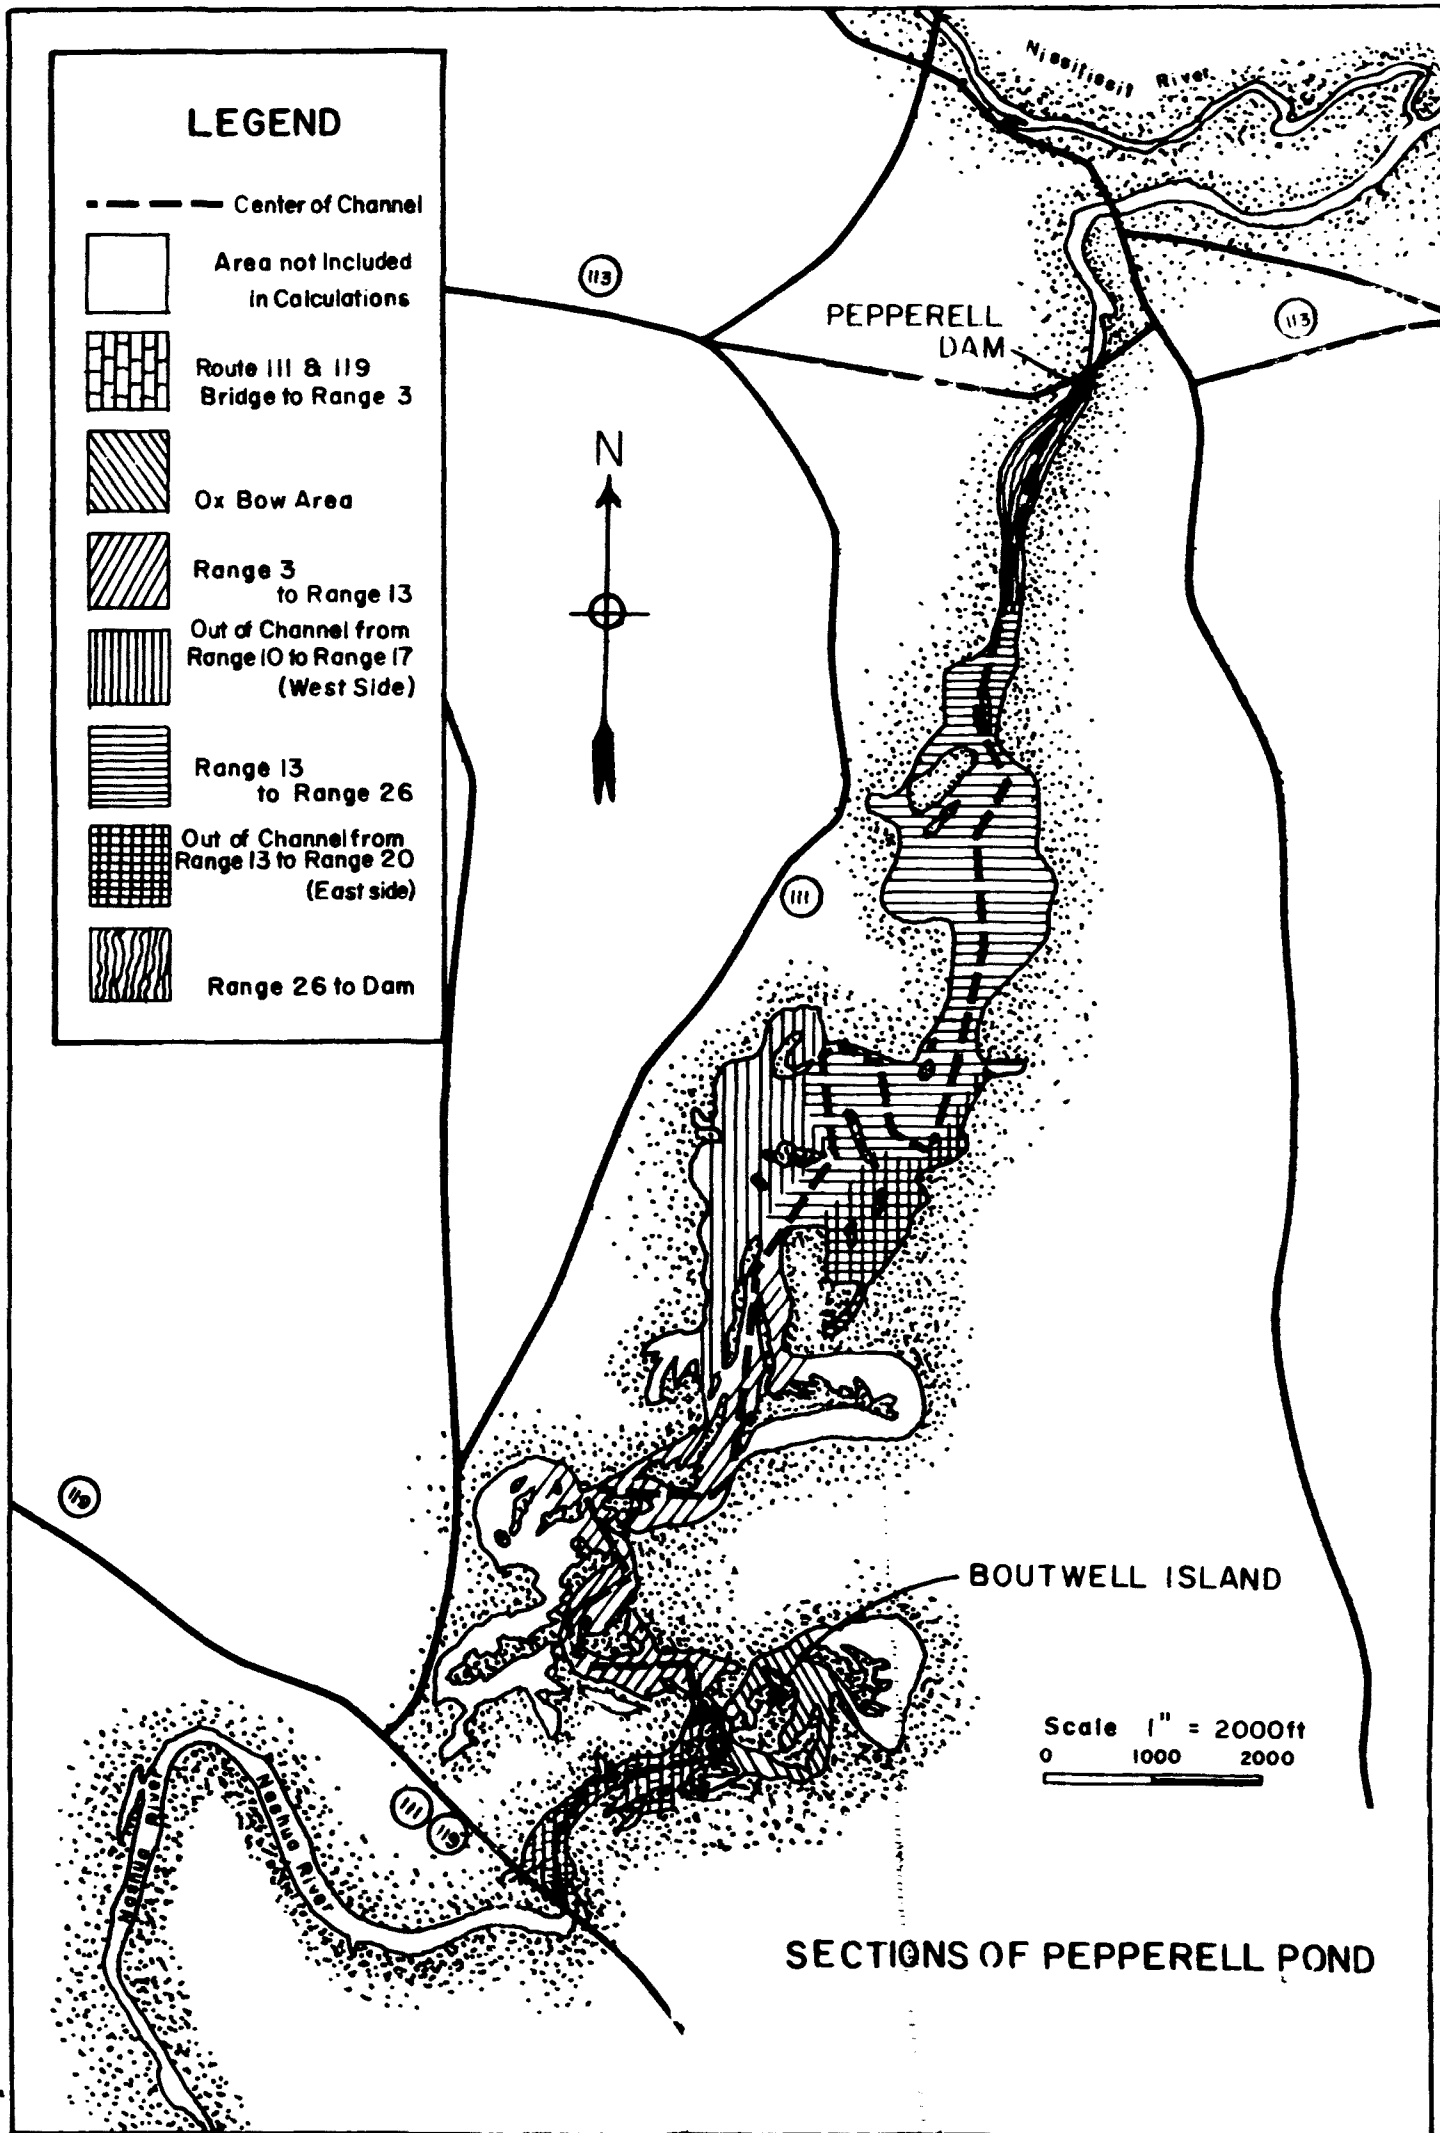 LEGEND
Center of Channel
Area not Included
in Calculations
Route 111 & 119
Bridge to Range 3
Ox Bow Area
Range 3
to Range 13
Out of Channel from
Range 10 to Range 17
(West Side)
Range 13
to Range 26
Out of Channel from
Range 13 to Range 20
(East side)
Range 26 to Dam
Nissitissit River
113
PEPPERELL
DAM
113
N
111
119
BOUTWELL ISLAND
Scale 1" = 2000ft
0 1000 2000
111
119
Nashua River
Nashua River
SECTIONS OF PEPPERELL POND